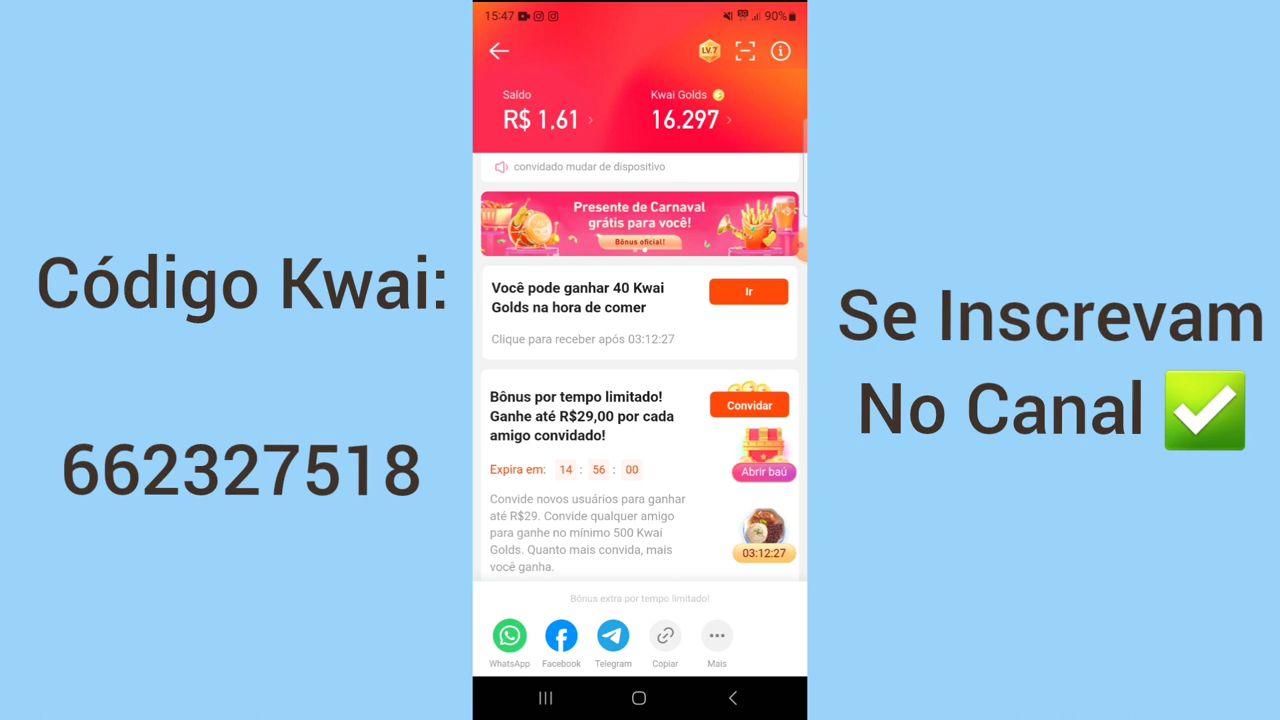 Código Kwai:
662327518
15:47
5G
90%
LV.7
Saldo
Kwai Golds
R$ 1,61
16.297
convidado mudar de dispositivo
Presente de Carnaval
grátis para você!
Bônus oficial!
Você pode ganhar 40 Kwai
Golds na hora de comer
Ir
Clique para receber após 03:12:27
Bônus por tempo limitado!
Ganhe até R$29,00 por cada
amigo convidado!
Convidar
Abrir baú
Expira em: 14 : 56 : 00
Convide novos usuários para ganhar
até R$29. Convide qualquer amigo
para ganhe no mínimo 500 Kwai
Golds. Quanto mais convida, mais
você ganha.
03:12:27
Bônus extra por tempo limitado!
WhatsApp
Facebook
Telegram
Copiar
Mais
Se Inscrevam
No Canal ✅